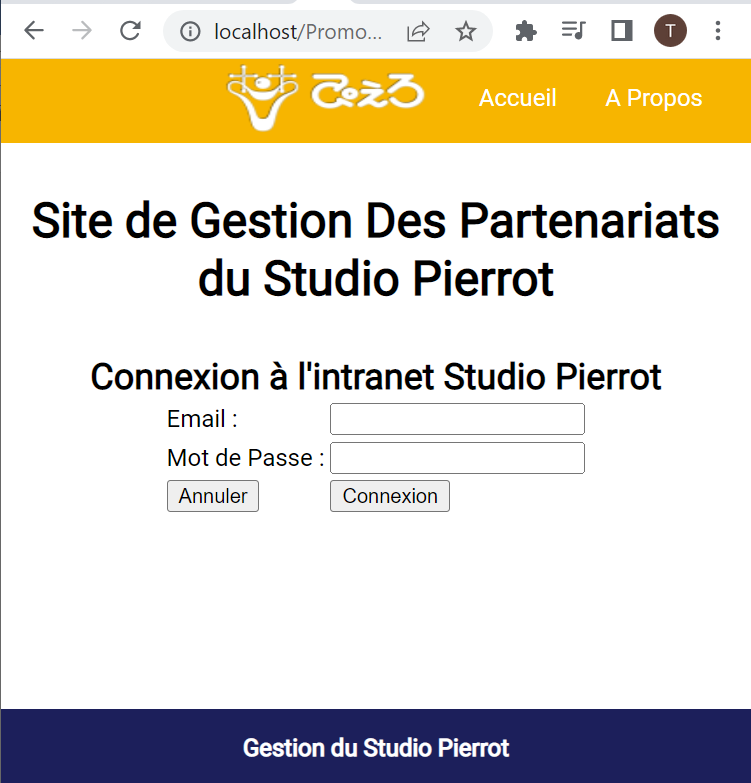 localhost/Promo...
T
ぴえろ
Accueil
A Propos
Site de Gestion Des Partenariats
du Studio Pierrot
Connexion à l'intranet Studio Pierrot
Email :
Mot de Passe :
Annuler
Connexion
Gestion du Studio Pierrot